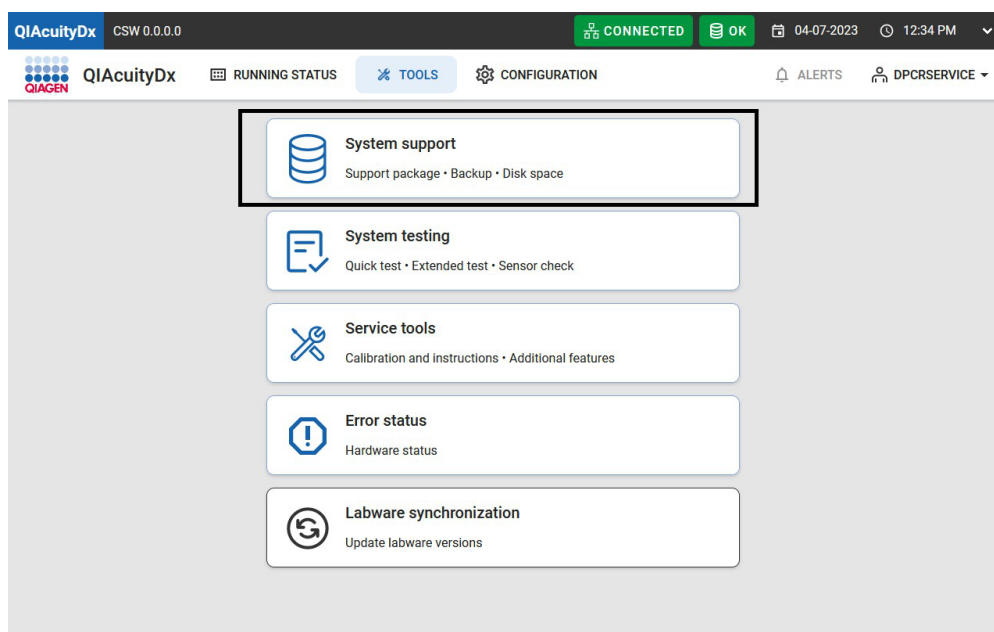 QIAcuityDx CSW 0.0.0.0 CONNECTED OK 04-07-2023 12:34 PM
QIAGEN QIAcuityDx RUNNING STATUS TOOLS CONFIGURATION ALERTS DPCRSERVICE
System support
Support package • Backup • Disk space
System testing
Quick test • Extended test • Sensor check
Service tools
Calibration and instructions • Additional features
Error status
Hardware status
Labware synchronization
Update labware versions